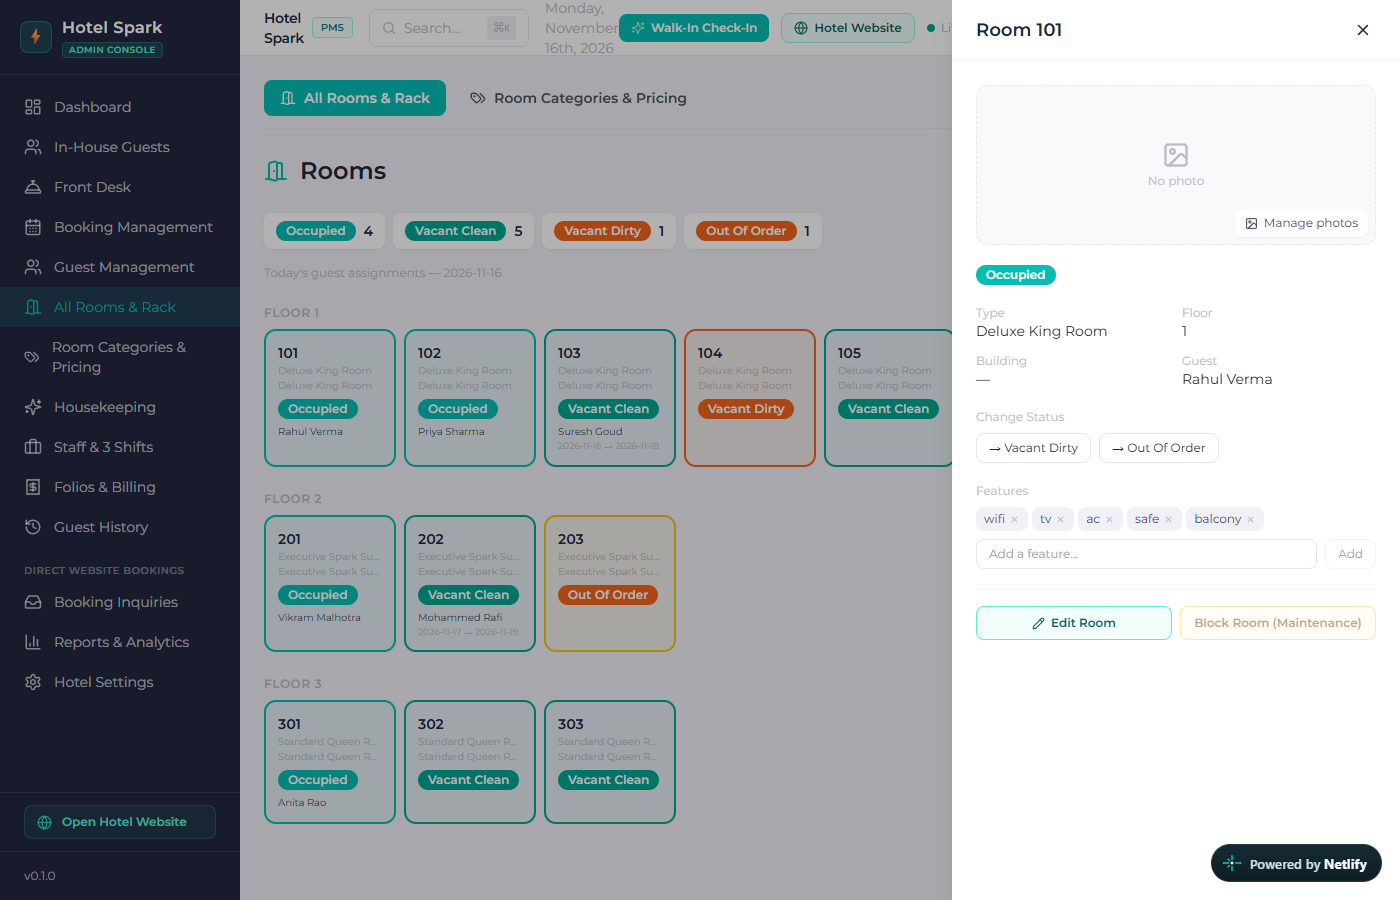 Hotel Spark
ADMIN CONSOLE
Dashboard
In-House Guests
Front Desk
Booking Management
Guest Management
All Rooms & Rack
Room Categories &
Pricing
Housekeeping
Staff & 3 Shifts
Folios & Billing
Guest History
DIRECT WEBSITE BOOKINGS
Booking Inquiries
Reports & Analytics
Hotel Settings
Open Hotel Website
v0.1.0
Hotel
Spark
PMS
Search...
⌘K
Monday,
November
16th, 2026
Walk-In Check-In
Hotel Website
All Rooms & Rack
Room Categories & Pricing
Rooms
Occupied 4
Vacant Clean 5
Vacant Dirty 1
Out Of Order 1
Today's guest assignments — 2026-11-16
FLOOR 1
101
Deluxe King Room
Deluxe King Room
Occupied
Rahul Verma
102
Deluxe King Room
Deluxe King Room
Occupied
Priya Sharma
103
Deluxe King Room
Deluxe King Room
Vacant Clean
Suresh Goud
2026-11-16 → 2026-11-18
104
Deluxe King Room
Deluxe King Room
Vacant Dirty
105
Deluxe King Room
Deluxe King Room
Vacant Clean
FLOOR 2
201
Executive Spark Su...
Executive Spark Su...
Occupied
Vikram Malhotra
202
Executive Spark Su...
Executive Spark Su...
Vacant Clean
Mohammed Rafi
2026-11-17 → 2026-11-19
203
Executive Spark Su...
Executive Spark Su...
Out Of Order
FLOOR 3
301
Standard Queen R...
Standard Queen R...
Occupied
Anita Rao
302
Standard Queen R...
Standard Queen R...
Vacant Clean
303
Standard Queen R...
Standard Queen R...
Vacant Clean
Room 101
No photo
Manage photos
Occupied
Type
Deluxe King Room
Floor
1
Building
—
Guest
Rahul Verma
Change Status
→ Vacant Dirty
→ Out Of Order
Features
wifi × tv × ac × safe × balcony ×
Add a feature...
Add
Edit Room
Block Room (Maintenance)
Powered by Netlify